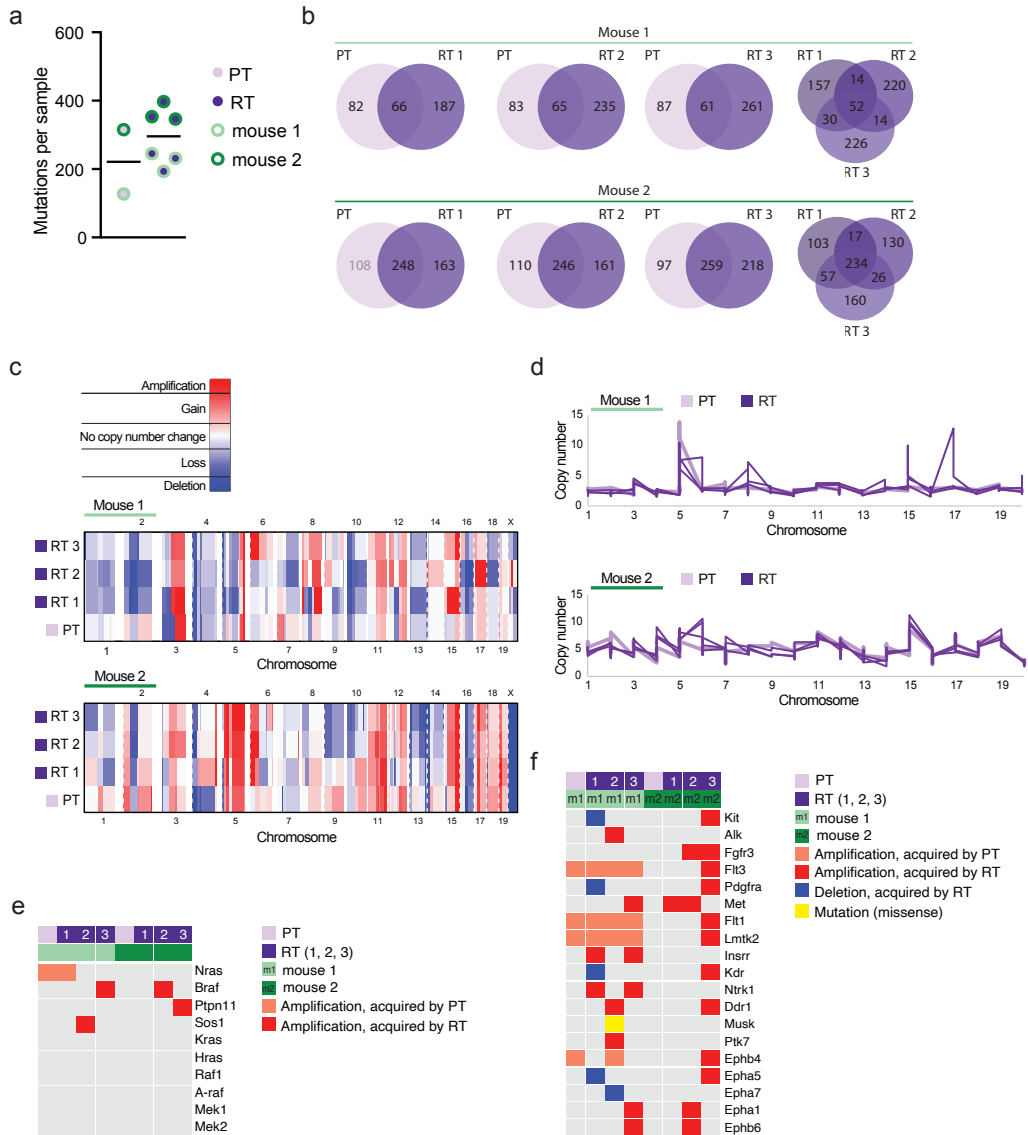 a
600
400
200
0
Mutations per sample
PT
RT
mouse 1
mouse 2
b
Mouse 1
PT RT 1
82 66 187
PT RT 2
83 65 235
PT RT 3
87 61 261
RT 1 RT 2
157 14 220
52
30 14
226
RT 3
Mouse 2
PT RT 1
108 248 163
PT RT 2
110 246 161
PT RT 3
97 259 218
RT 1 RT 2
103 17 130
234
57 26
160
RT 3
c
Amplification
Gain
No copy number change
Loss
Deletion
Mouse 1
2 4 6 8 10 12 14 16 18 X
RT 3
RT 2
RT 1
PT
1 3 5 7 9 11 13 15 17 19
Chromosome
Mouse 2
2 4 6 8 10 12 14 16 18 X
RT 3
RT 2
RT 1
PT
1 3 5 7 9 11 13 15 17 19
Chromosome
d
Mouse 1 PT RT
15
10
5
0
Copy number
1 3 5 7 9 11 13 15 17 19
Chromosome
Mouse 2 PT RT
15
10
5
0
Copy number
1 3 5 7 9 11 13 15 17 19
Chromosome
e
1 2 3 1 2 3
Nras
Braf
Ptpn11
Sos1
Kras
Hras
Raf1
A-raf
Mek1
Mek2
PT
RT (1, 2, 3)
m1 mouse 1
m2 mouse 2
Amplification, acquired by PT
Amplification, acquired by RT
f
1 2 3 1 2 3
m1 m1 m1 m1 m2 m2 m2 m2
Kit
Alk
Fgfr3
Flt3
Pdgfra
Met
Flt1
Lmtk2
Insrr
Kdr
Ntrk1
Ddr1
Musk
Ptk7
Ephb4
Epha5
Epha7
Epha1
Ephb6
PT
RT (1, 2, 3)
m1 mouse 1
m2 mouse 2
Amplification, acquired by PT
Amplification, acquired by RT
Deletion, acquired by RT
Mutation (missense)